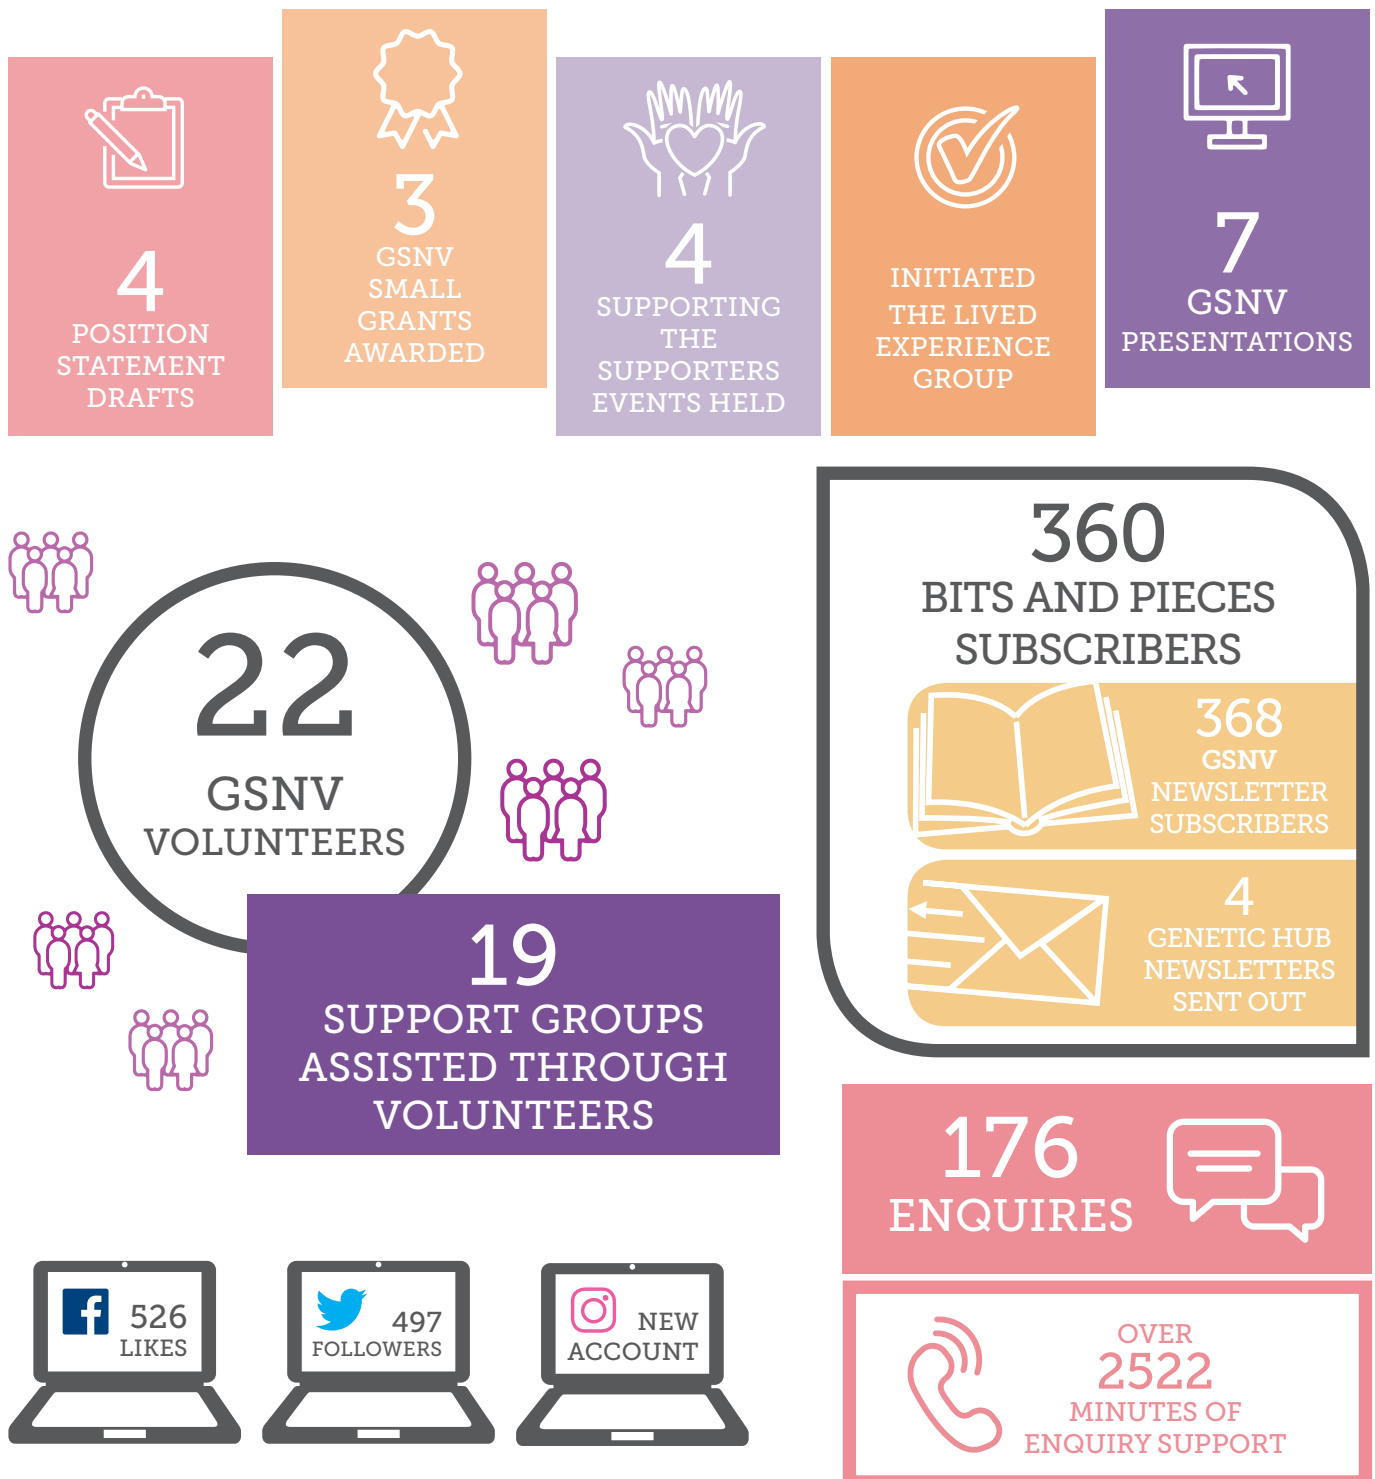 4
POSITION
STATEMENT
DRAFTS
3
GSNV
SMALL
GRANTS
AWARDED
4
SUPPORTING
THE
SUPPORTERS
EVENTS HELD
INITIATED
THE LIVED
EXPERIENCE
GROUP
7
GSNV
PRESENTATIONS
22
GSNV
VOLUNTEERS
19
SUPPORT GROUPS
ASSISTED THROUGH
VOLUNTEERS
360
BITS AND PIECES
SUBSCRIBERS
368
GSNV
NEWSLETTER
SUBSCRIBERS
4
GENETIC HUB
NEWSLETTERS
SENT OUT
176
ENQUIRES
526
LIKES
497
FOLLOWERS
NEW
ACCOUNT
OVER
2522
MINUTES OF
ENQUIRY SUPPORT